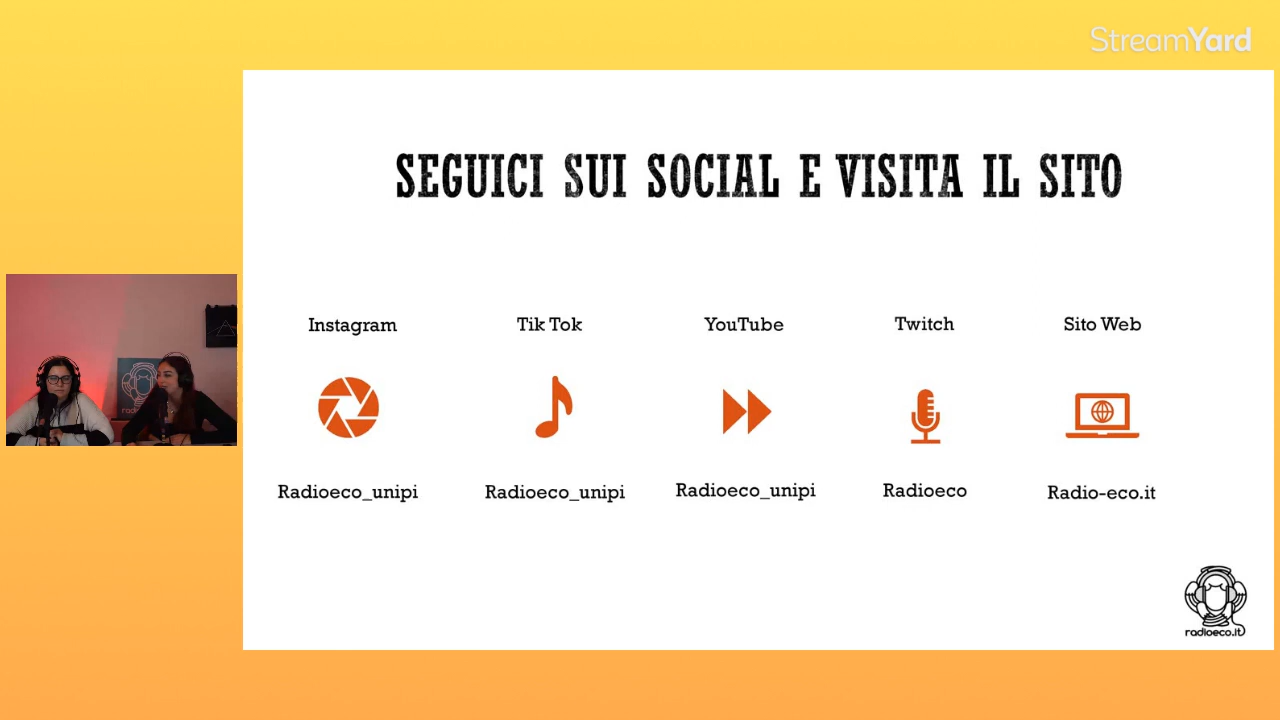 StreamYard
SEGUICI SUI SOCIAL E VISITA IL SITO
Instagram
Tik Tok
YouTube
Twitch
Sito Web
Radioeco_unipi
Radioeco_unipi
Radioeco_unipi
Radioeco
Radio-eco.it
radioeco.it